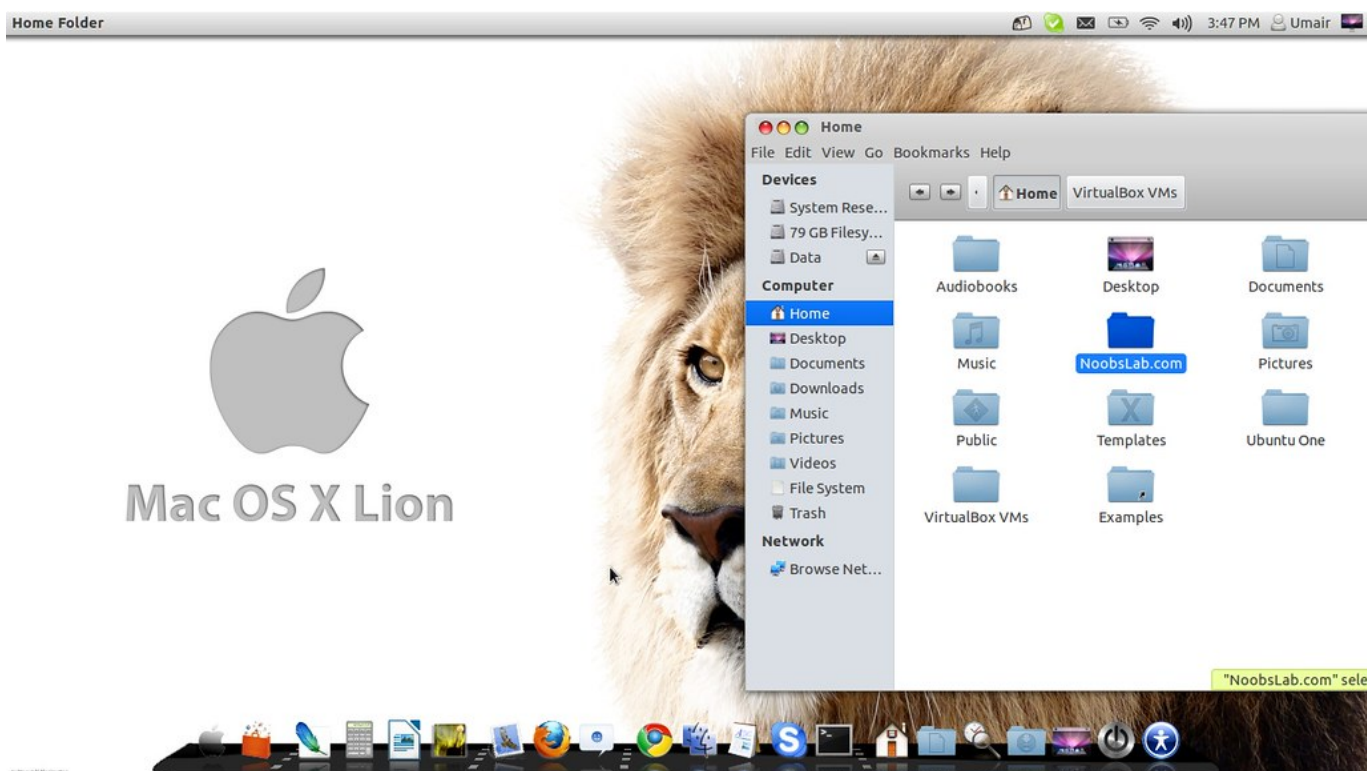 Home Folder
3:47 PM Umair
Mac OS X Lion
Home
File Edit View Go Bookmarks Help
Devices
System Rese...
79 GB Filesy...
Data
Computer
Home
Desktop
Documents
Downloads
Music
Pictures
Videos
File System
Trash
Network
Browse Net...
Home VirtualBox VMs
Audiobooks Desktop Documents
Music NoobsLab.com Pictures
Public Templates Ubuntu One
VirtualBox VMs Examples
"NoobsLab.com" sele